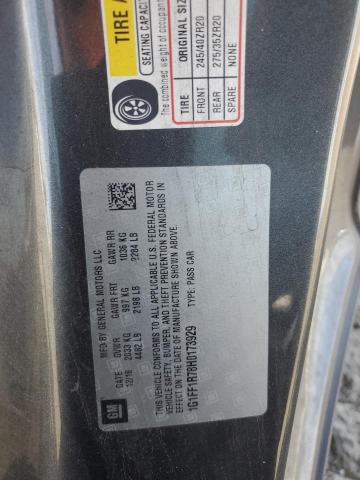 TIRE
SEATING CAPACI
The combined weight of occupants
TIRE ORIGINAL SIZ
FRONT 245/40ZR20
REAR 275/35ZR20
SPARE NONE
GM
MFD BY GENERAL MOTORS LLC
DATE GVWR GAWR FRT GAWR RR
12/16 2033 KG 997 KG 1036 KG
4482 LB 2198 LB 2284 LB
THIS VEHICLE CONFORMS TO ALL APPLICABLE U.S. FEDERAL MOTOR
VEHICLE SAFETY, BUMPER, AND THEFT PREVENTION STANDARDS IN
EFFECT ON THE DATE OF MANUFACTURE SHOWN ABOVE.
1G1FF1R78H0173929 TYPE: PASS CAR